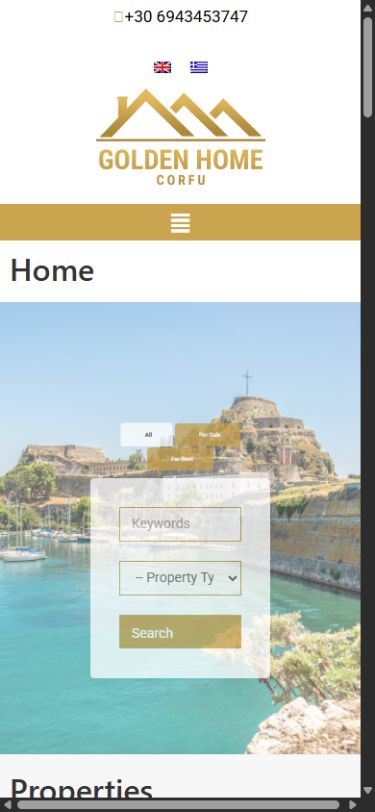 +30 6943453747
GOLDEN HOME
CORFU
Home
All
For Sale
For Rent
Keywords
-- Property Ty
Search
Properties